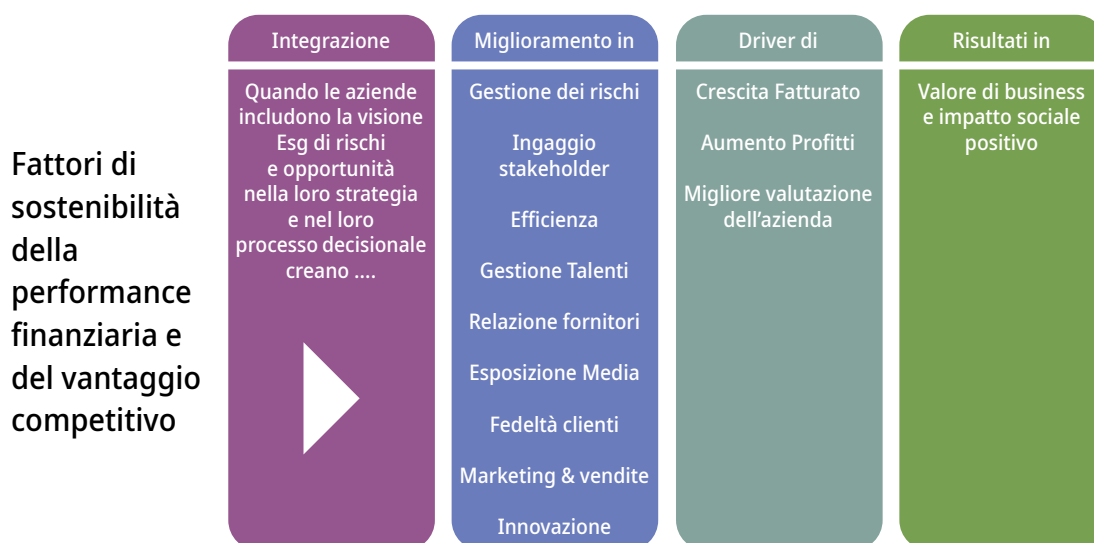 Fattori di
sostenibilità
della
performance
finanziaria e
del vantaggio
competitivo
Integrazione
Quando le aziende
includono la visione
Esg di rischi
e opportunità
nella loro strategia
e nel loro
processo decisionale
creano ....
Miglioramento in
Gestione dei rischi
Ingaggio
stakeholder
Efficienza
Gestione Talenti
Relazione fornitori
Esposizione Media
Fedeltà clienti
Marketing & vendite
Innovazione
Driver di
Crescita Fatturato
Aumento Profitti
Migliore valutazione
dell’azienda
Risultati in
Valore di business
e impatto sociale
positivo